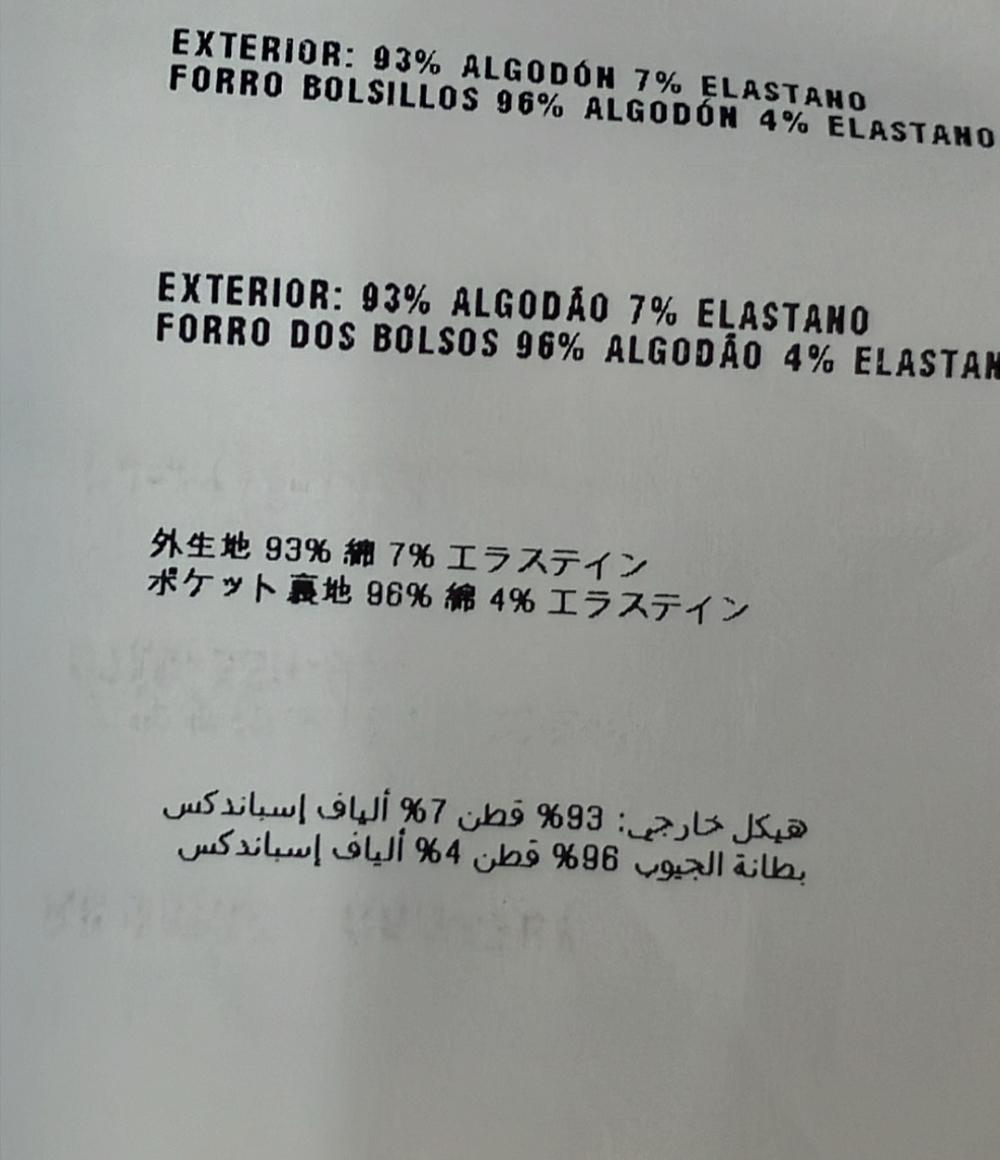 EXTERIOR: 93% ALGODÓN 7% ELASTANO
FORRO BOLSILLOS 96% ALGODÓN 4% ELASTANO
EXTERIOR: 93% ALGODÃO 7% ELASTANO
FORRO DOS BOLSOS 96% ALGODÃO 4% ELASTAN
外生地 93% 綿 7% エラステイン
ポケット裏地 96% 綿 4% エラステイン
هيكل خارجي: 93% قطن 7% ألياف إسباندكس
بطانة الجيوب 96% قطن 4% ألياف إسباندكس